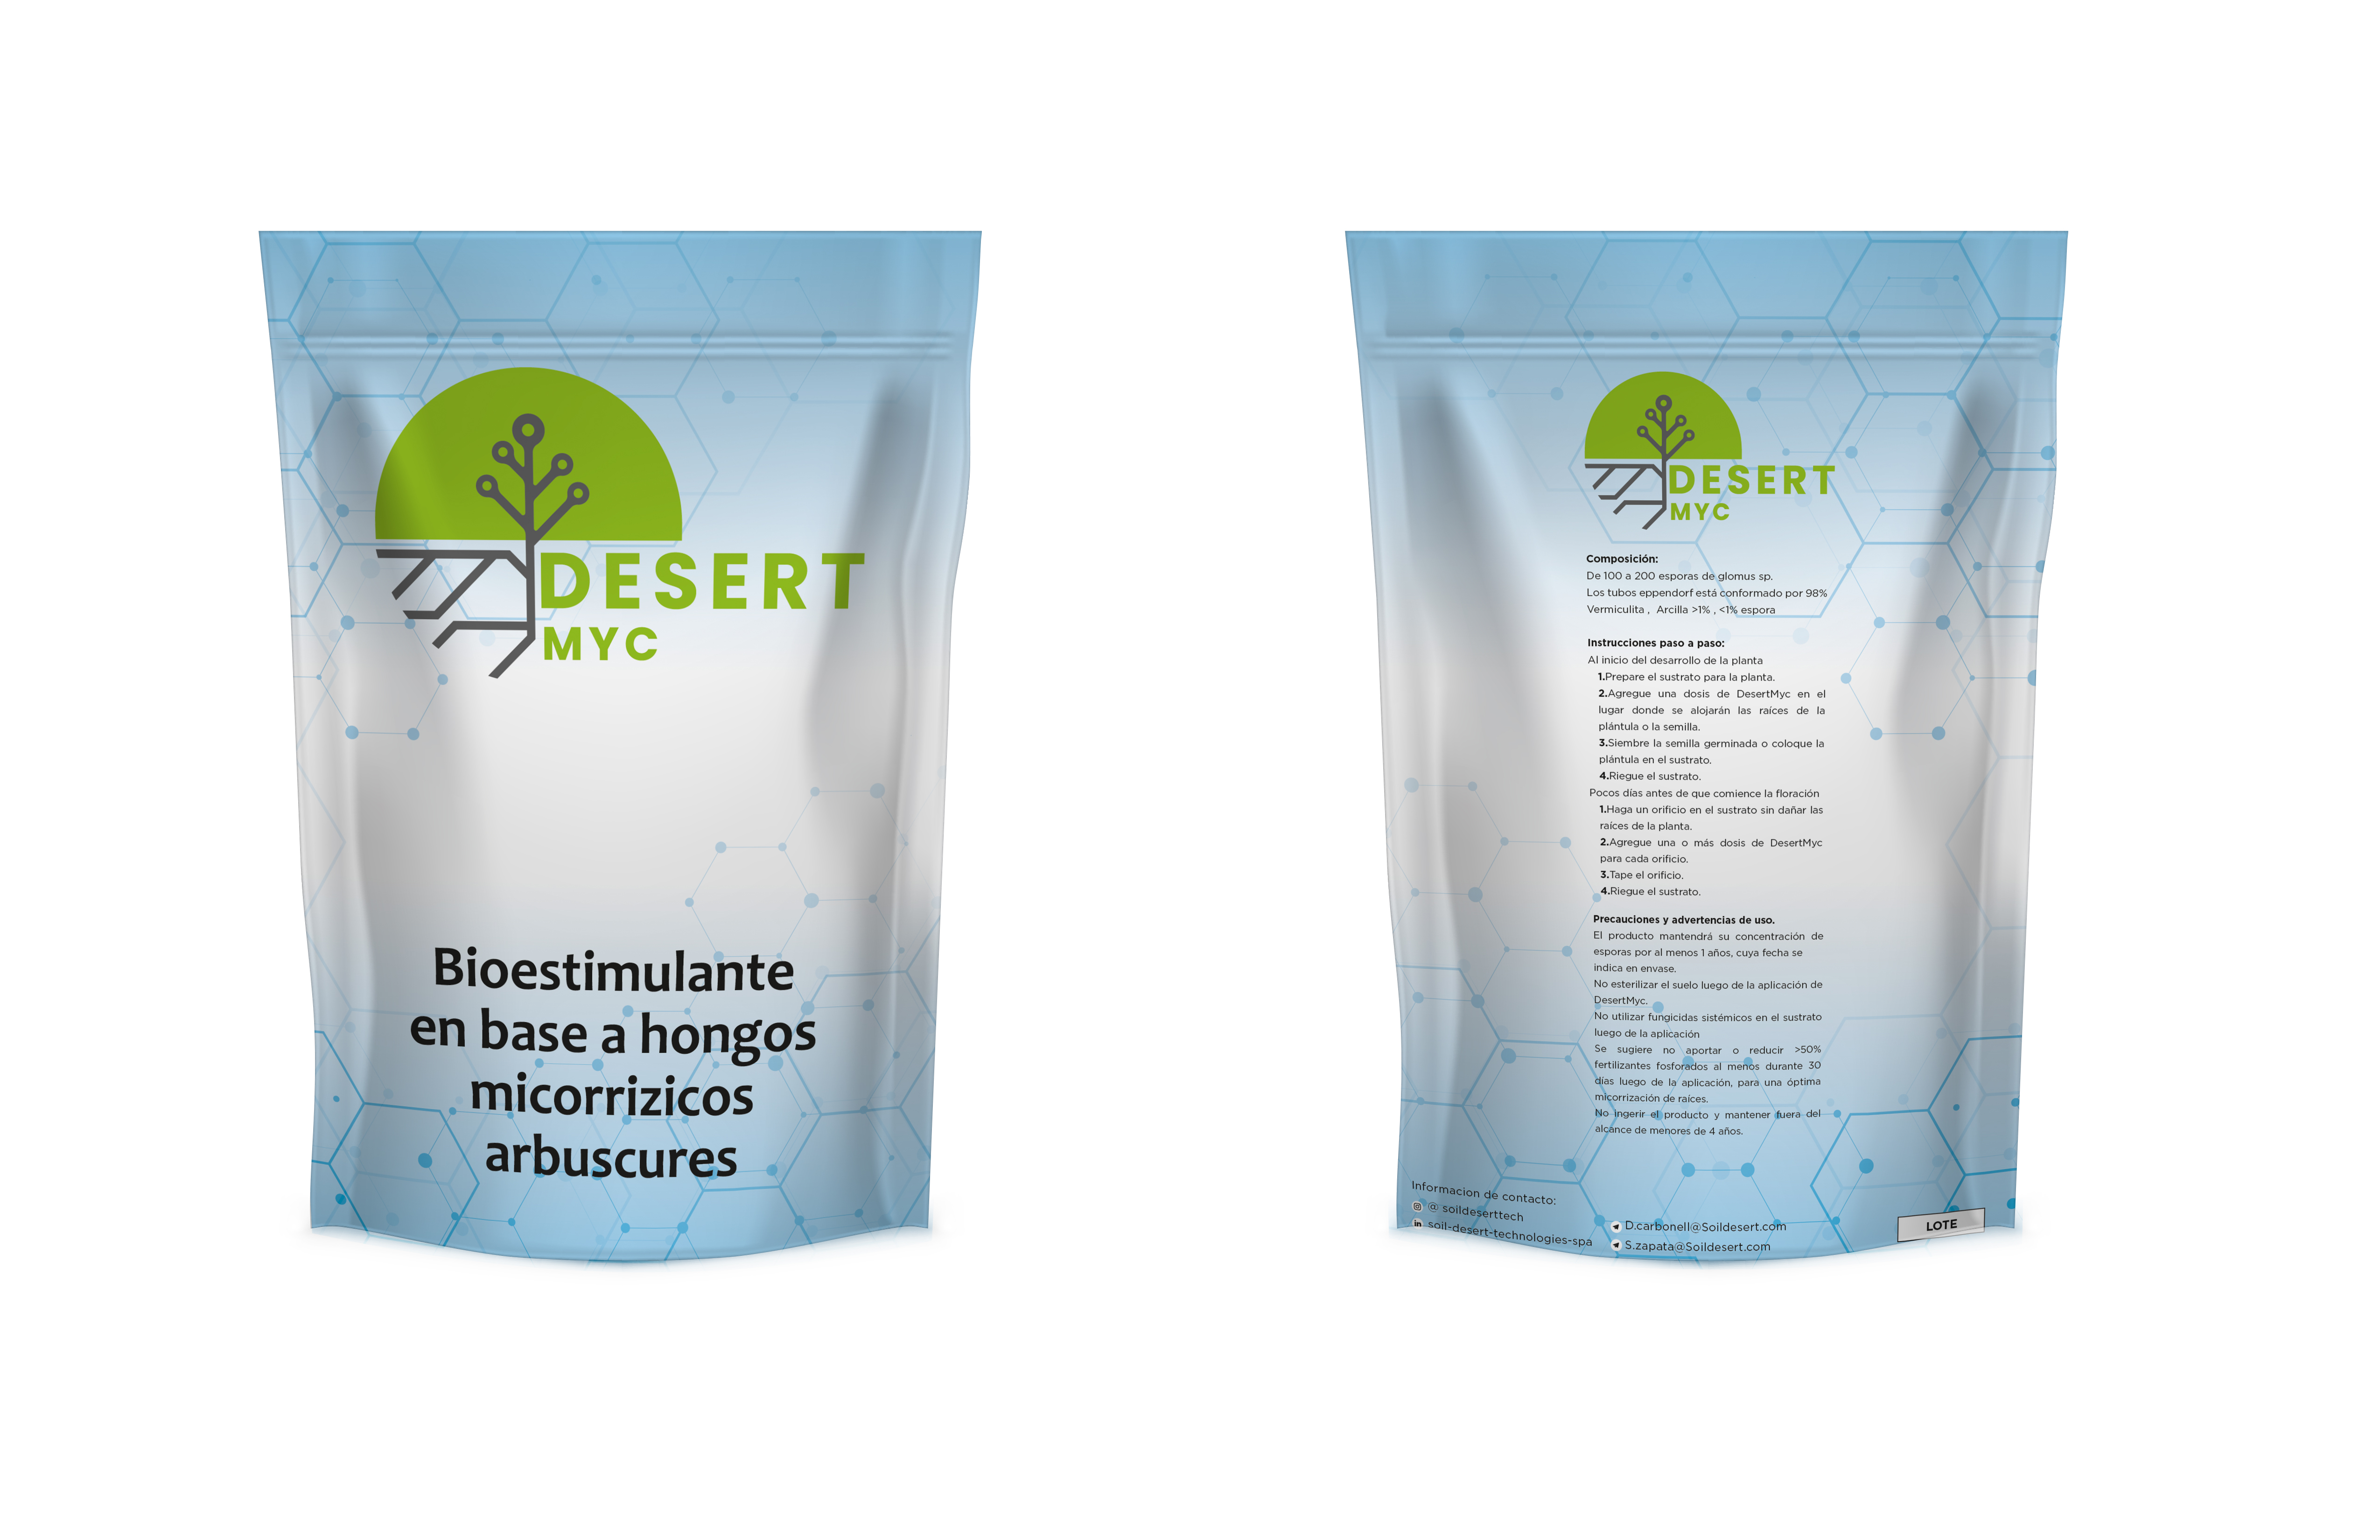 DESERT
MYC
Bioestimulante
en base a hongos
micorrizicos
arbuscures
DESERT
MYC
Composición:
De 100 a 200 esporas de glomus sp.
Los tubos eppendorf está conformado por 98%
Vermiculita , Arcilla >1% , <1% espora
Instrucciones paso a paso:
Al inicio del desarrollo de la planta
1.Prepare el sustrato para la planta.
2.Agregue una dosis de DesertMyc en el
lugar donde se alojarán las raíces de la
plántula o la semilla.
3.Siembre la semilla germinada o coloque la
plántula en el sustrato.
4.Riegue el sustrato.
Pocos días antes de que comience la floración
1.Haga un orificio en el sustrato sin dañar las
raíces de la planta.
2.Agregue una o más dosis de DesertMyc
para cada orificio.
3.Tape el orificio.
4.Riegue el sustrato.
Precauciones y advertencias de uso.
El producto mantendrá su concentración de
esporas por al menos 1 años, cuya fecha se
indica en envase.
No esterilizar el suelo luego de la aplicación de
DesertMyc.
No utilizar fungicidas sistémicos en el sustrato
luego de la aplicación
Se sugiere no aportar o reducir >50%
fertilizantes fosforados al menos durante 30
días luego de la aplicación, para una óptima
micorrización de raíces.
No ingerir el producto y mantener fuera del
alcance de menores de 4 años.
Informacion de contacto:
@ soildeserttech
in soil-desert-technologies-spa
D.carbonell@Soildesert.com
S.zapata@Soildesert.com
LOTE